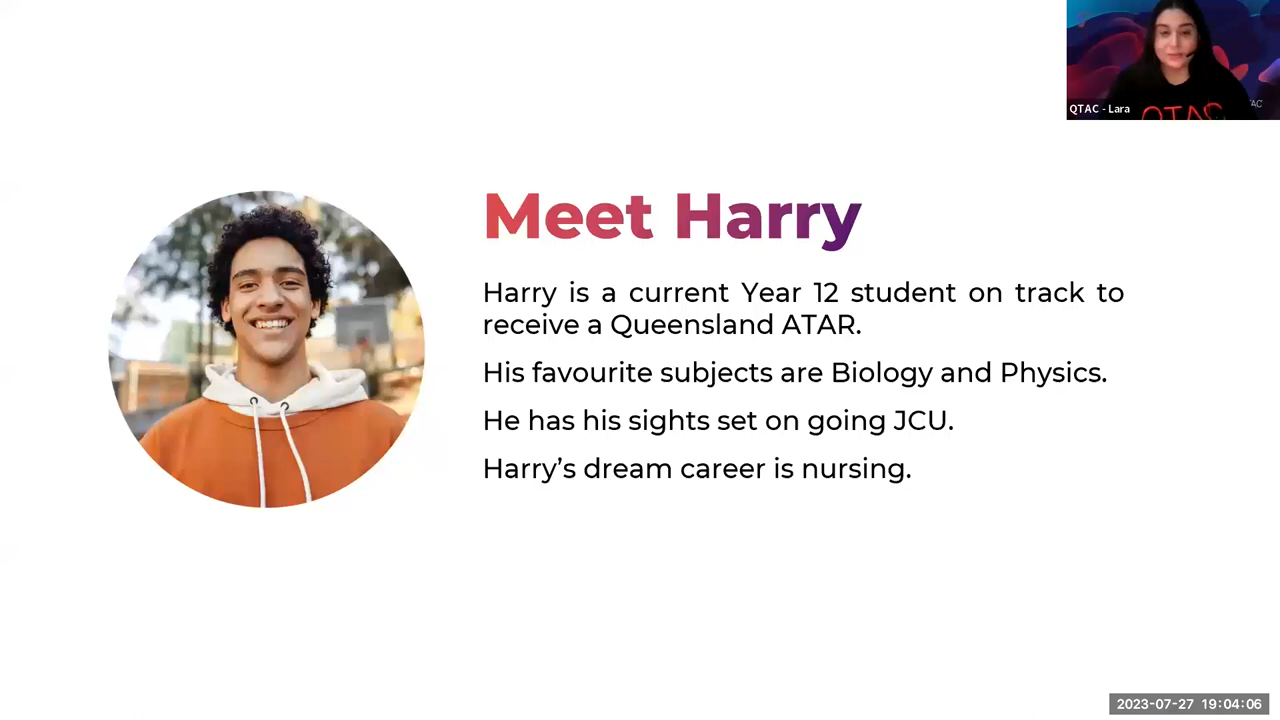 QTAC - Lara
QTAC
Meet Harry
Harry is a current Year 12 student on track to
receive a Queensland ATAR.
His favourite subjects are Biology and Physics.
He has his sights set on going JCU.
Harry’s dream career is nursing.
2023-07-27 19:04:06